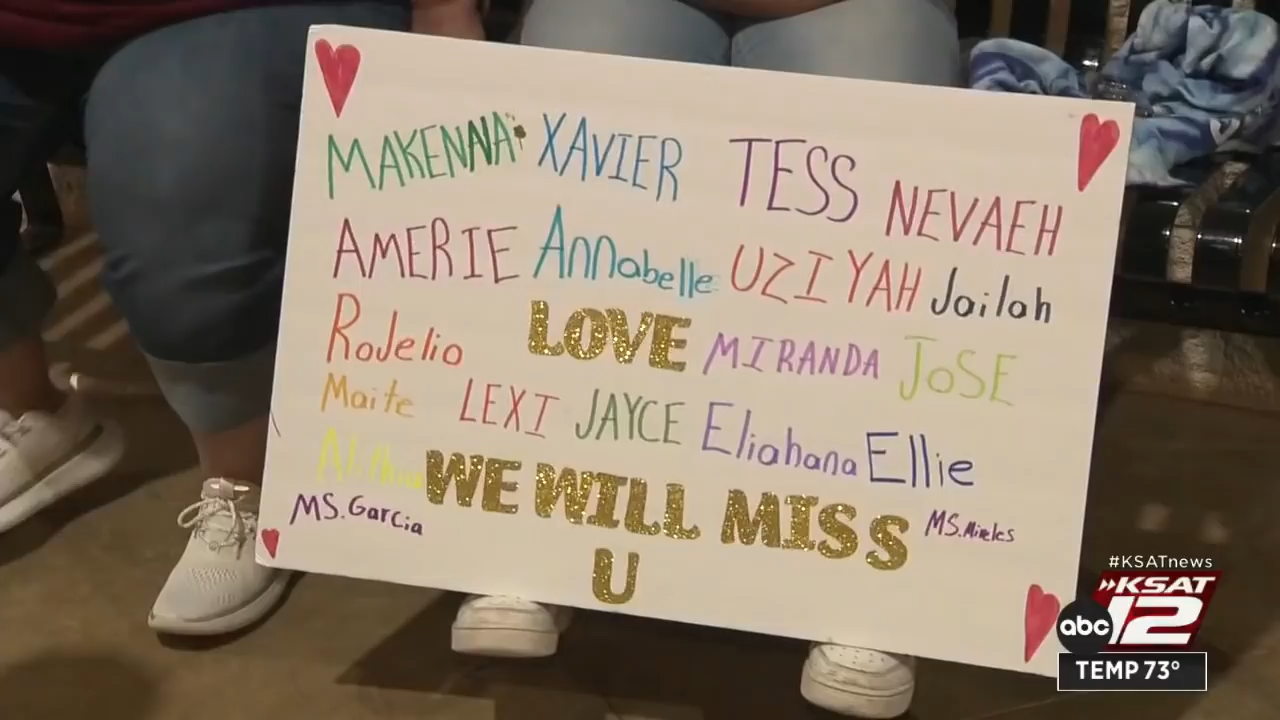 MAKENNA XAVIER TESS NEVAEH
AMERIE Annabelle UZIYAH Jailah
RoJelio LOVE MIRANDA JoSE
Maite LEXI JAYCE Eliahana Ellie
WE WILL MISS
MS.Garcia MS.Mireles
U
#KSATnews
KSAT
abc 12
TEMP 73°